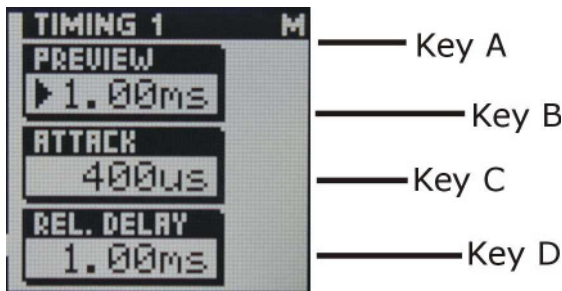 TIMING 1 M
Key A
PREVIEW
1.00ms
Key B
ATTACK
400us
Key C
REL. DELAY
1.00ms
Key D